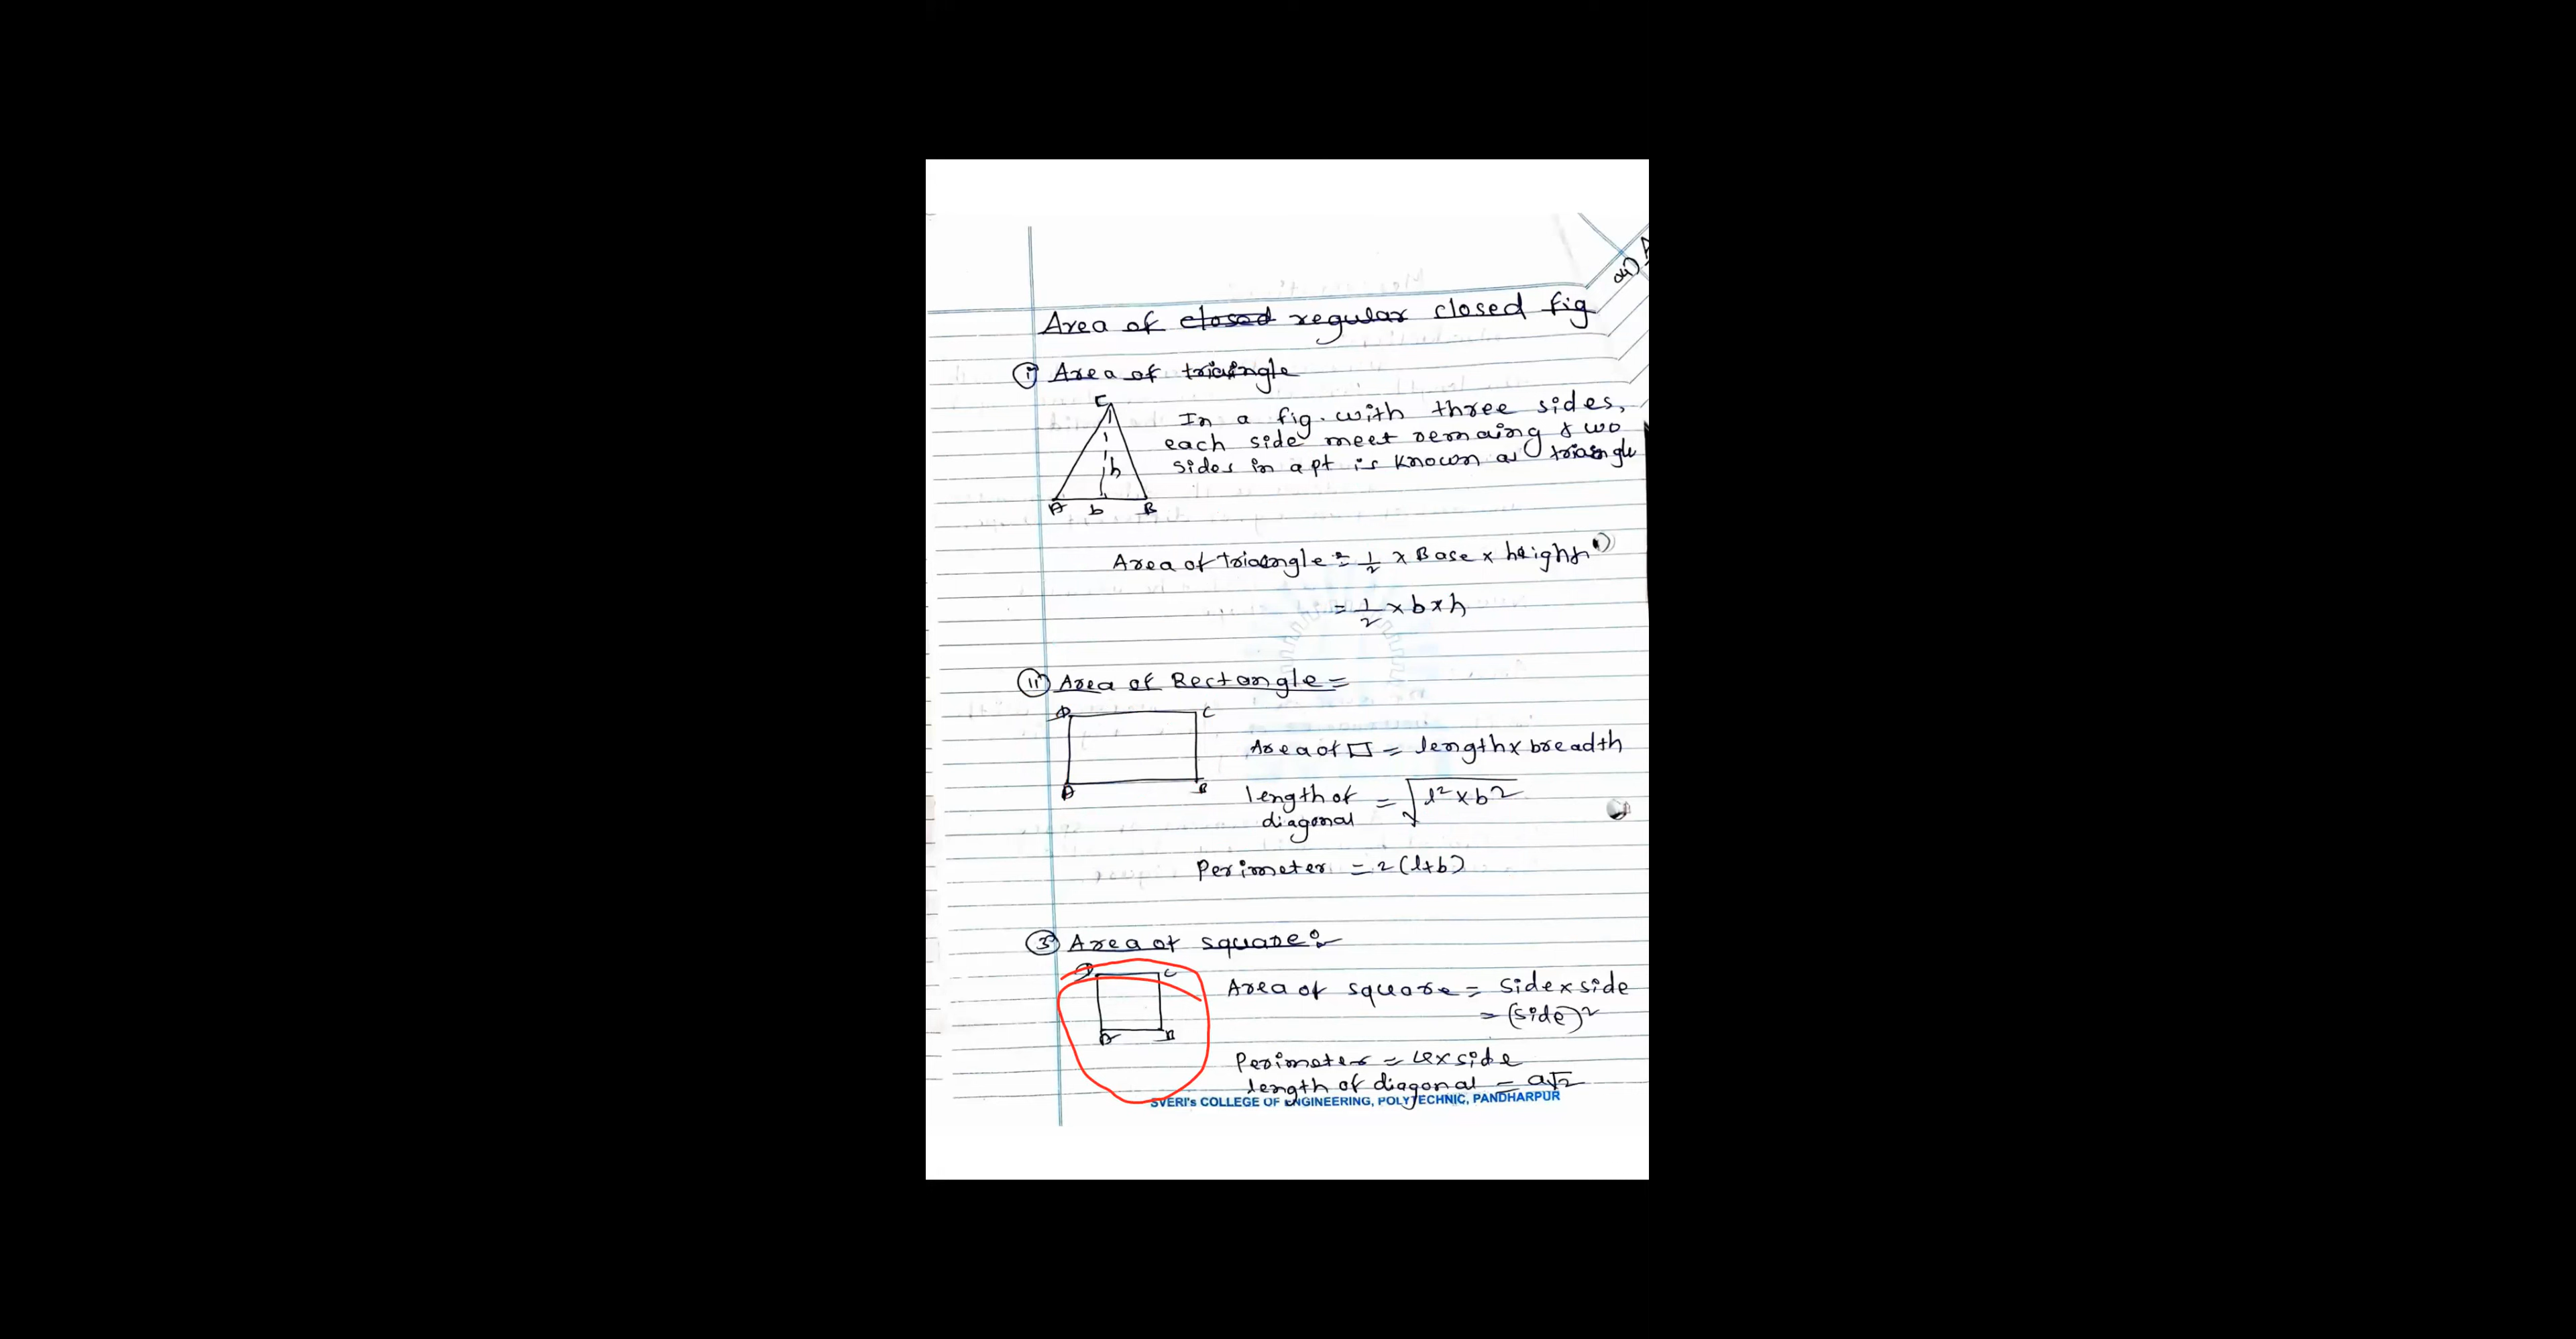 Area of closed regular closed fig
i) Area of triangle
C
In a fig. with three sides,
each side meet remaing two
sides in a pt is known as triangle
h
A b B
Area of triangle = 1/2 × Base × height
= 1/2 × b × h
ii) Area of Rectangle =
D C
Area of □ = length × breadth
A B
length of diagonal = √l² × b²
Perimeter = 2(l+b)
3) Area of square :-
D C
Area of square = side × side
= (side)²
A B
Perimeter = 4 × side
length of diagonal = a√2
SVERI's COLLEGE OF ENGINEERING, POLYTECHNIC, PANDHARPUR